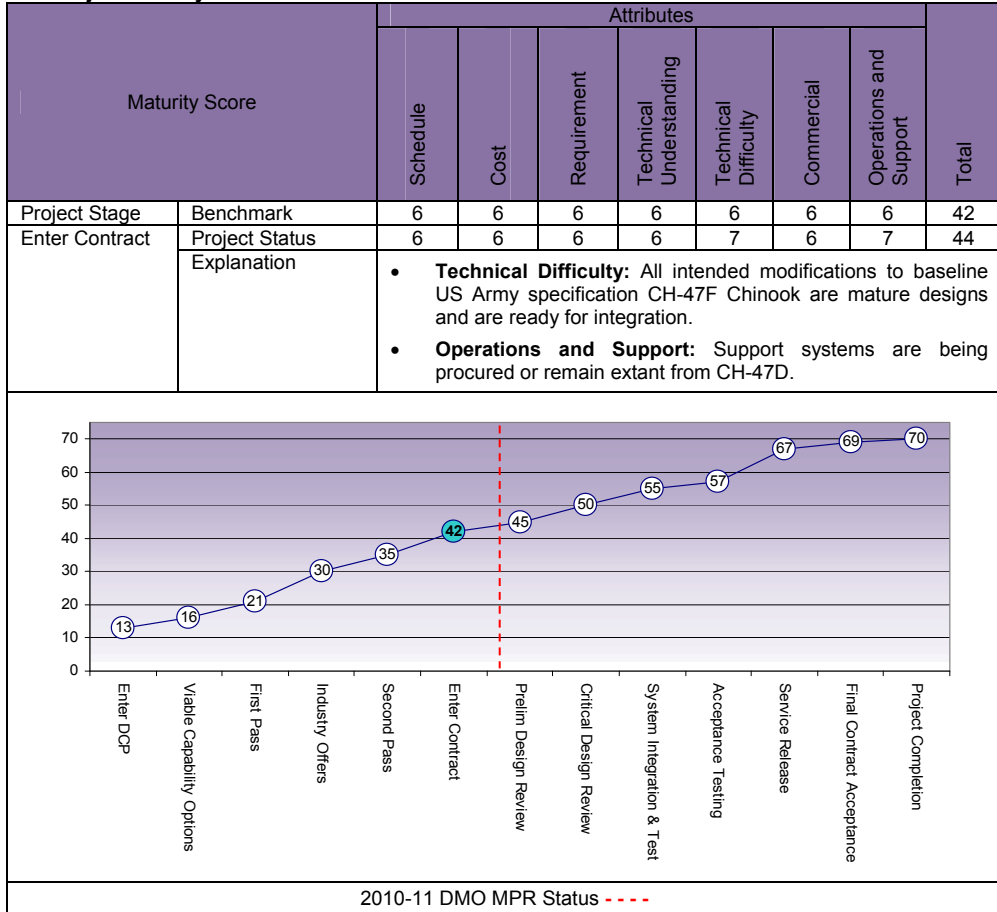 Attributes
Maturity Score
Schedule
Cost
Requirement
Technical
Understanding
Technical
Difficulty
Commercial
Operations and
Support
Total
Project Stage Benchmark 6 6 6 6 6 6 6 42
Enter Contract Project Status 6 6 6 6 7 6 7 44
Explanation
• Technical Difficulty: All intended modifications to baseline
US Army specification CH-47F Chinook are mature designs
and are ready for integration.
• Operations and Support: Support systems are being
procured or remain extant from CH-47D.
70
60
50
40
30
20
10
0
13
16
21
30
35
42
45
50
55
57
67
69
70
Enter DCP
Viable Capability Options
First Pass
Industry Offers
Second Pass
Enter Contract
Prelim Design Review
Critical Design Review
System Integration & Test
Acceptance Testing
Service Release
Final Contract Acceptance
Project Completion
2010-11 DMO MPR Status - - - -